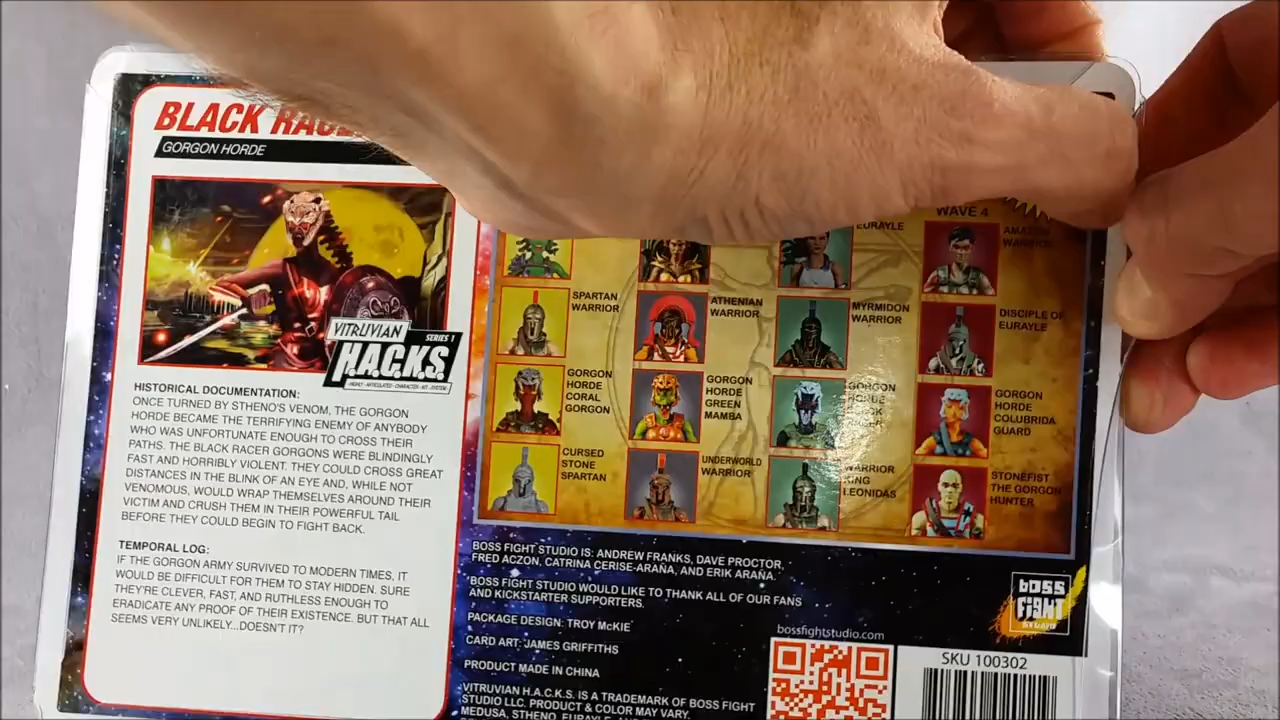 BLACK
GORGON HORDE
VITRUVIAN
H.A.C.K.S.
SERIES 1
HISTORICAL DOCUMENTATION:
ONCE TURNED BY STHENO'S VENOM, THE GORGON
HORDE BECAME THE TERRIFYING ENEMY OF ANYBODY
WHO WAS UNFORTUNATE ENOUGH TO CROSS THEIR
PATHS. THE BLACK RACER GORGONS WERE BLINDINGLY
FAST AND HORRIBLY VIOLENT. THEY COULD CROSS GREAT
DISTANCES IN THE BLINK OF AN EYE AND, WHILE NOT
VENOMOUS, WOULD WRAP THEMSELVES AROUND THEIR
VICTIM AND CRUSH THEM IN THEIR POWERFUL TAIL
BEFORE THEY COULD BEGIN TO FIGHT BACK.
TEMPORAL LOG:
IF THE GORGON ARMY SURVIVED TO MODERN TIMES, IT
WOULD BE DIFFICULT FOR THEM TO STAY HIDDEN. SURE
THEY'RE CLEVER, FAST, AND RUTHLESS ENOUGH TO
ERADICATE ANY PROOF OF THEIR EXISTENCE. BUT THAT ALL
SEEMS VERY UNLIKELY...DOESN'T IT?
WAVE 4
EURAYLE
SPARTAN
WARRIOR
ATHENIAN
WARRIOR
MYRMIDON
WARRIOR
DISCIPLE OF
EURAYLE
GORGON
HORDE
CORAL
GORGON
GORGON
HORDE
GREEN
MAMBA
GORGON
HORDE
GORGON
HORDE
COLUBRIDA
GUARD
CURSED
STONE
SPARTAN
UNDERWORLD
WARRIOR
WARRIOR
KING
LEONIDAS
STONEFIST
THE GORGON
HUNTER
BOSS FIGHT STUDIO IS: ANDREW FRANKS, DAVE PROCTOR,
FRED ACZON, CATRINA CERISE-ARAÑA, AND ERIK ARAÑA.
BOSS FIGHT STUDIO WOULD LIKE TO THANK ALL OF OUR FANS
AND KICKSTARTER SUPPORTERS.
PACKAGE DESIGN: TROY McKIE
CARD ART: JAMES GRIFFITHS
PRODUCT MADE IN CHINA
VITRUVIAN H.A.C.K.S. IS A TRADEMARK OF BOSS FIGHT
STUDIO LLC. PRODUCT & COLOR MAY VARY.
MEDUSA, STHENO, EURAYLE,
bossfightstudio.com
BOSS
FIGHT
STUDIO
SKU 100302